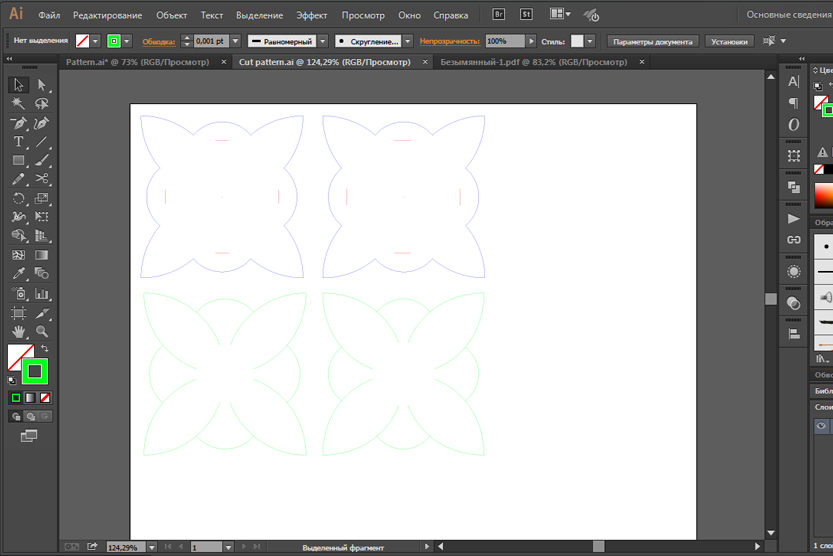 Ai Файл Редактирование Объект Текст Выделение Эффект Просмотр Окно Справка Br St Основные сведения
Нет выделения Обводка: 0,001 pt Равномерный Скругление... Непрозрачность: 100% Стиль: Параметры документа Установки
Pattern.ai* @ 73% (RGB/Просмотр) × Cut pattern.ai @ 124,29% (RGB/Просмотр) × Безымянный-1.pdf @ 83,2% (RGB/Просмотр) ×
Цве
Обра
Обво
Библ
Слои
124,29% 1 Выделенный фрагмент 1 слой